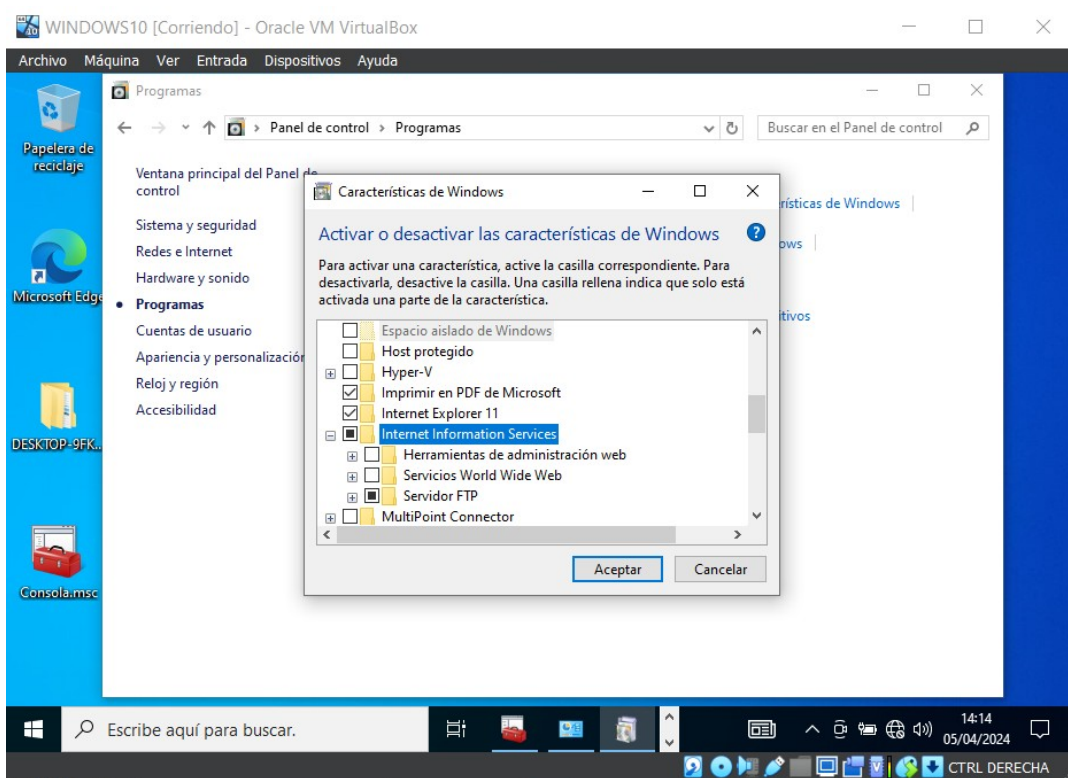 WINDOWS10 [Corriendo] - Oracle VM VirtualBox
Archivo Máquina Ver Entrada Dispositivos Ayuda
Papelera de
reciclaje
Microsoft Edge
DESKTOP-9FK...
Consola.msc
Programas
Panel de control > Programas
Buscar en el Panel de control
Ventana principal del Panel de
control
Sistema y seguridad
Redes e Internet
Hardware y sonido
Programas
Cuentas de usuario
Apariencia y personalización
Reloj y región
Accesibilidad
rísticas de Windows
ows
itivos
Características de Windows
Activar o desactivar las características de Windows
Para activar una característica, active la casilla correspondiente. Para
desactivarla, desactive la casilla. Una casilla rellena indica que solo está
activada una parte de la característica.
Espacio aislado de Windows
Host protegido
Hyper-V
Imprimir en PDF de Microsoft
Internet Explorer 11
Internet Information Services
Herramientas de administración web
Servicios World Wide Web
Servidor FTP
MultiPoint Connector
Aceptar Cancelar
Escribe aquí para buscar.
14:14
05/04/2024
CTRL DERECHA